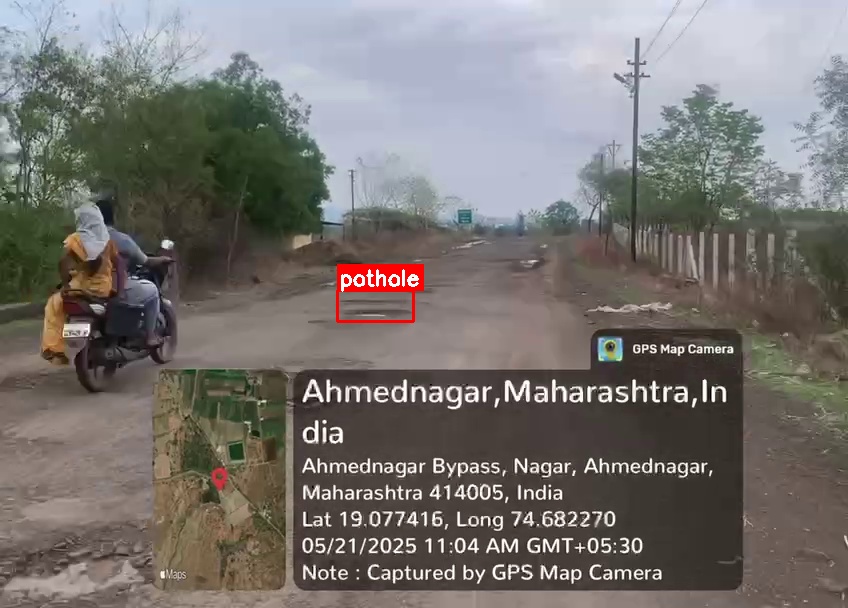 pothole
GPS Map Camera
Ahmednagar,Maharashtra,In
dia
Ahmednagar Bypass, Nagar, Ahmednagar,
Maharashtra 414005, India
Lat 19.077416, Long 74.682270
05/21/2025 11:04 AM GMT+05:30
Note : Captured by GPS Map Camera
Maps